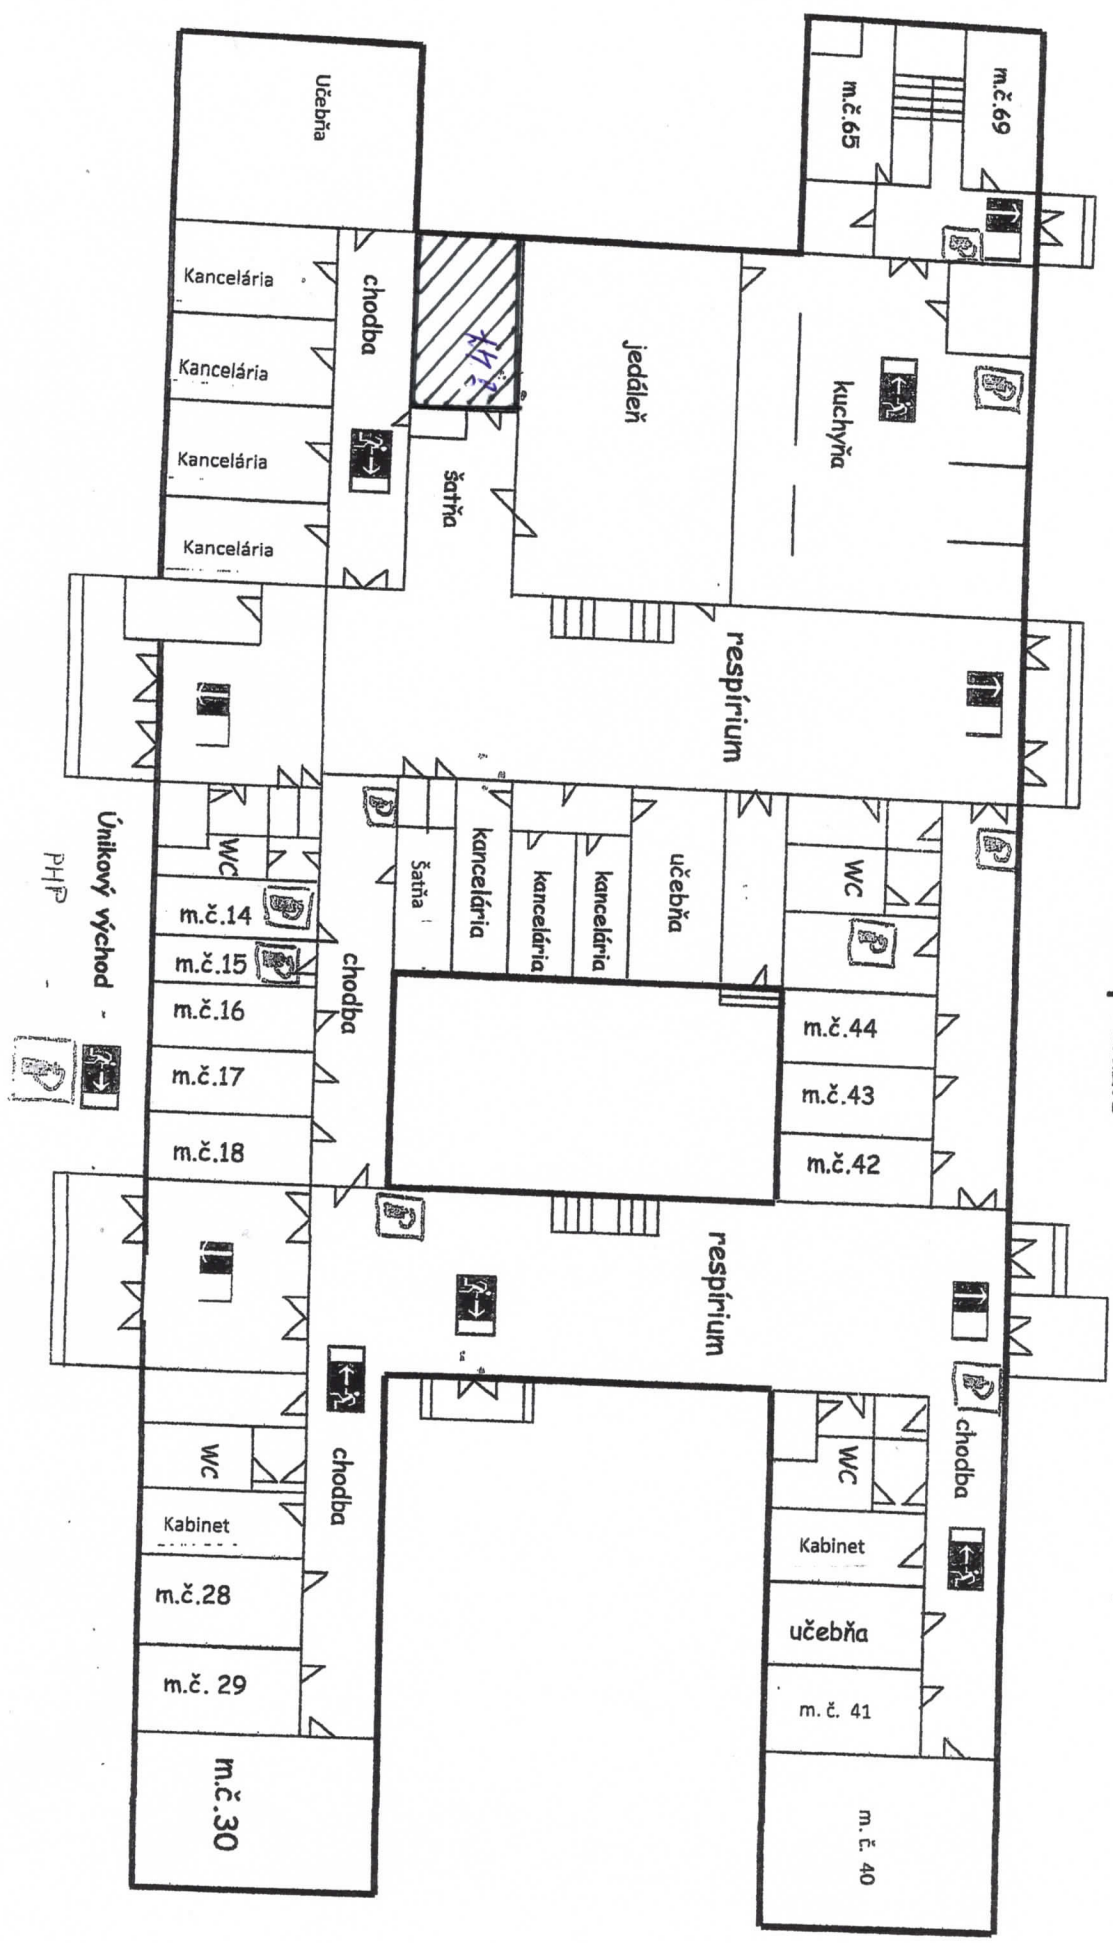 Učebňa
m.č.65
m.č.69
Kancelária
Kancelária
Kancelária
Kancelária
chodba
šatňa
jedáleň
kuchyňa
respírium
WC
m.č.14
m.č.15
m.č.16
m.č.17
m.č.18
chodba
Šatňa
kancelária
kancelária
kancelária
učebňa
WC
m.č.44
m.č.43
m.č.42
Únikový východ -
PHP -
respírium
chodba
WC
Kabinet
m.č.28
m.č. 29
m.č.30
chodba
WC
Kabinet
učebňa
m. č. 41
m. č. 40